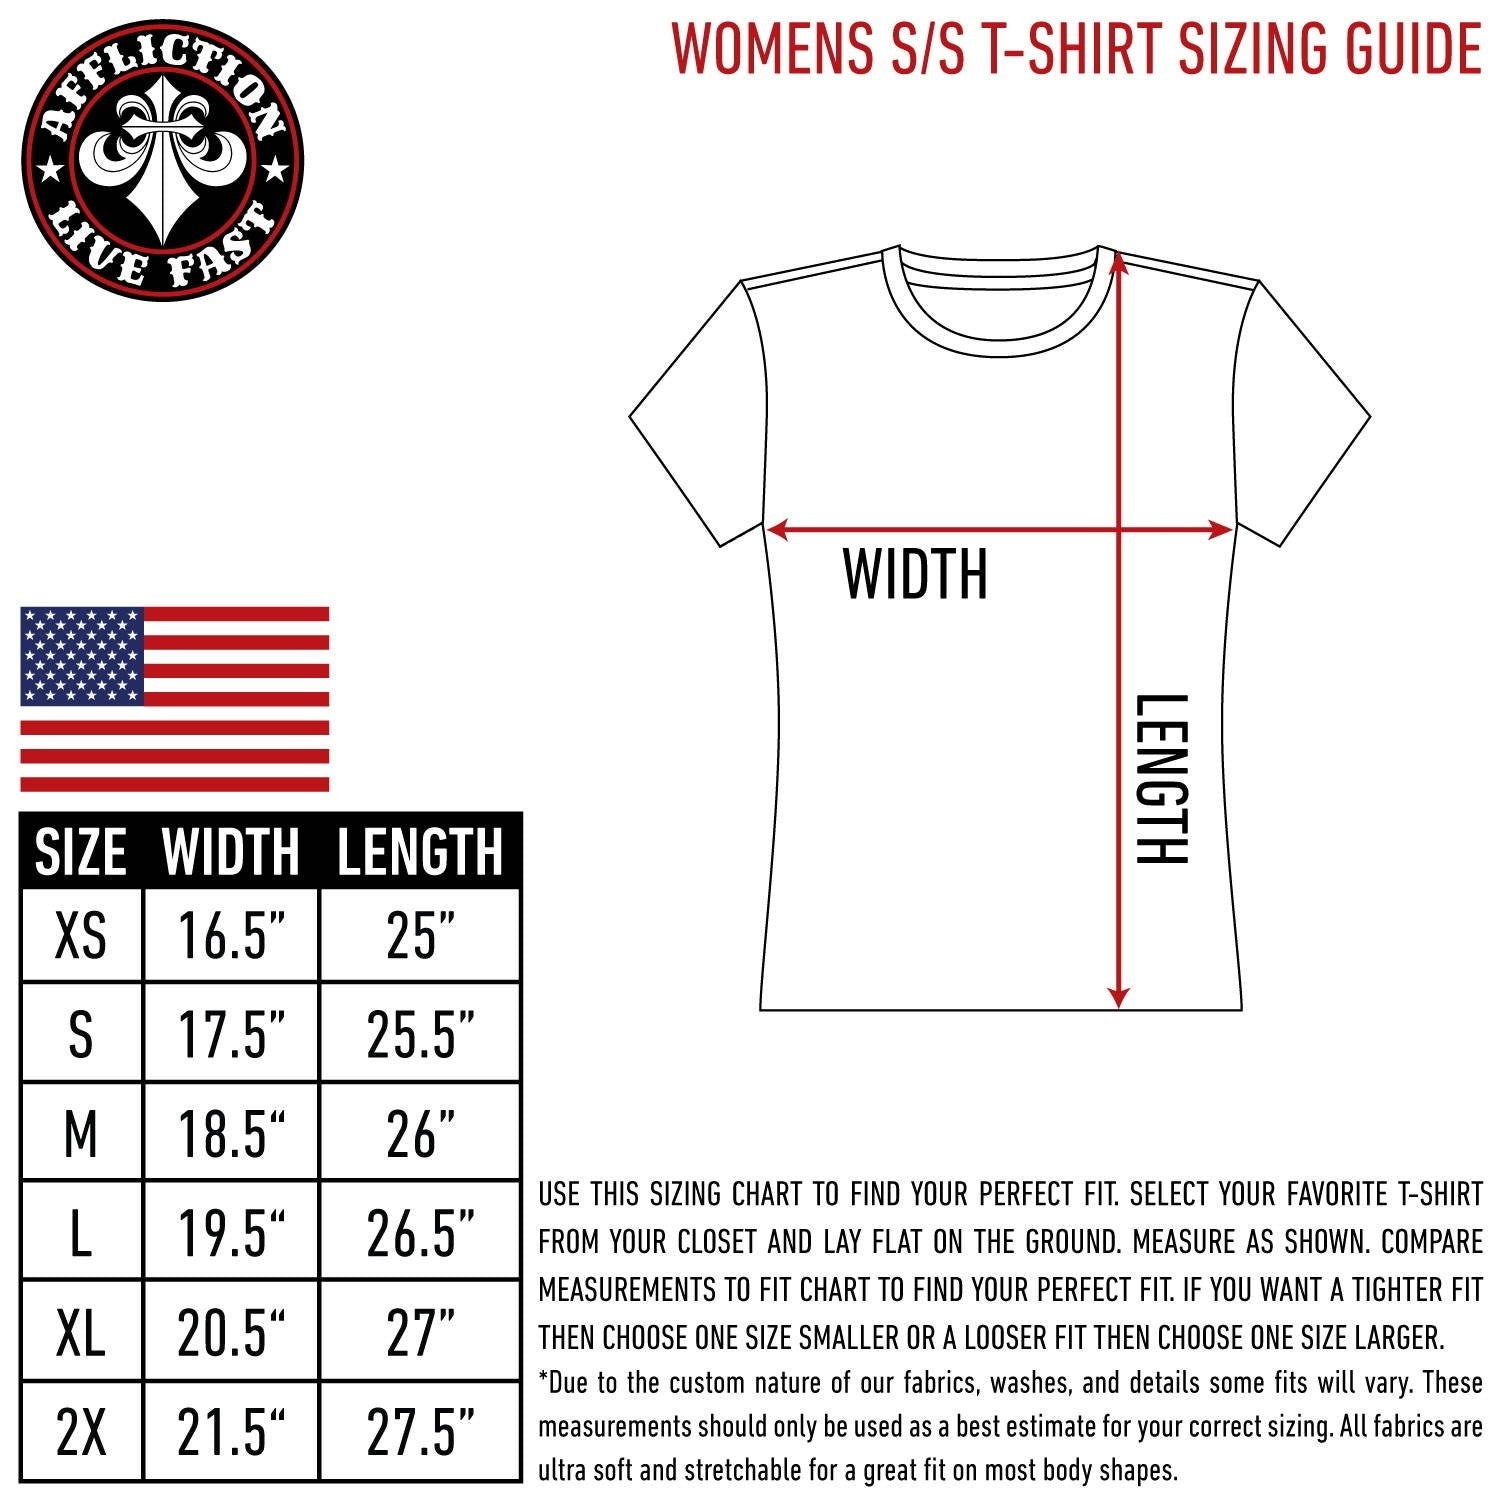 AFFLICTION
LIVE FAST
WOMENS S/S T-SHIRT SIZING GUIDE
WIDTH
LENGTH
SIZE WIDTH LENGTH
XS 16.5” 25”
S 17.5” 25.5”
M 18.5“ 26”
L 19.5“ 26.5”
XL 20.5“ 27”
2X 21.5“ 27.5”
USE THIS SIZING CHART TO FIND YOUR PERFECT FIT. SELECT YOUR FAVORITE T-SHIRT
FROM YOUR CLOSET AND LAY FLAT ON THE GROUND. MEASURE AS SHOWN. COMPARE
MEASUREMENTS TO FIT CHART TO FIND YOUR PERFECT FIT. IF YOU WANT A TIGHTER FIT
THEN CHOOSE ONE SIZE SMALLER OR A LOOSER FIT THEN CHOOSE ONE SIZE LARGER.
*Due to the custom nature of our fabrics, washes, and details some fits will vary. These
measurements should only be used as a best estimate for your correct sizing. All fabrics are
ultra soft and stretchable for a great fit on most body shapes.